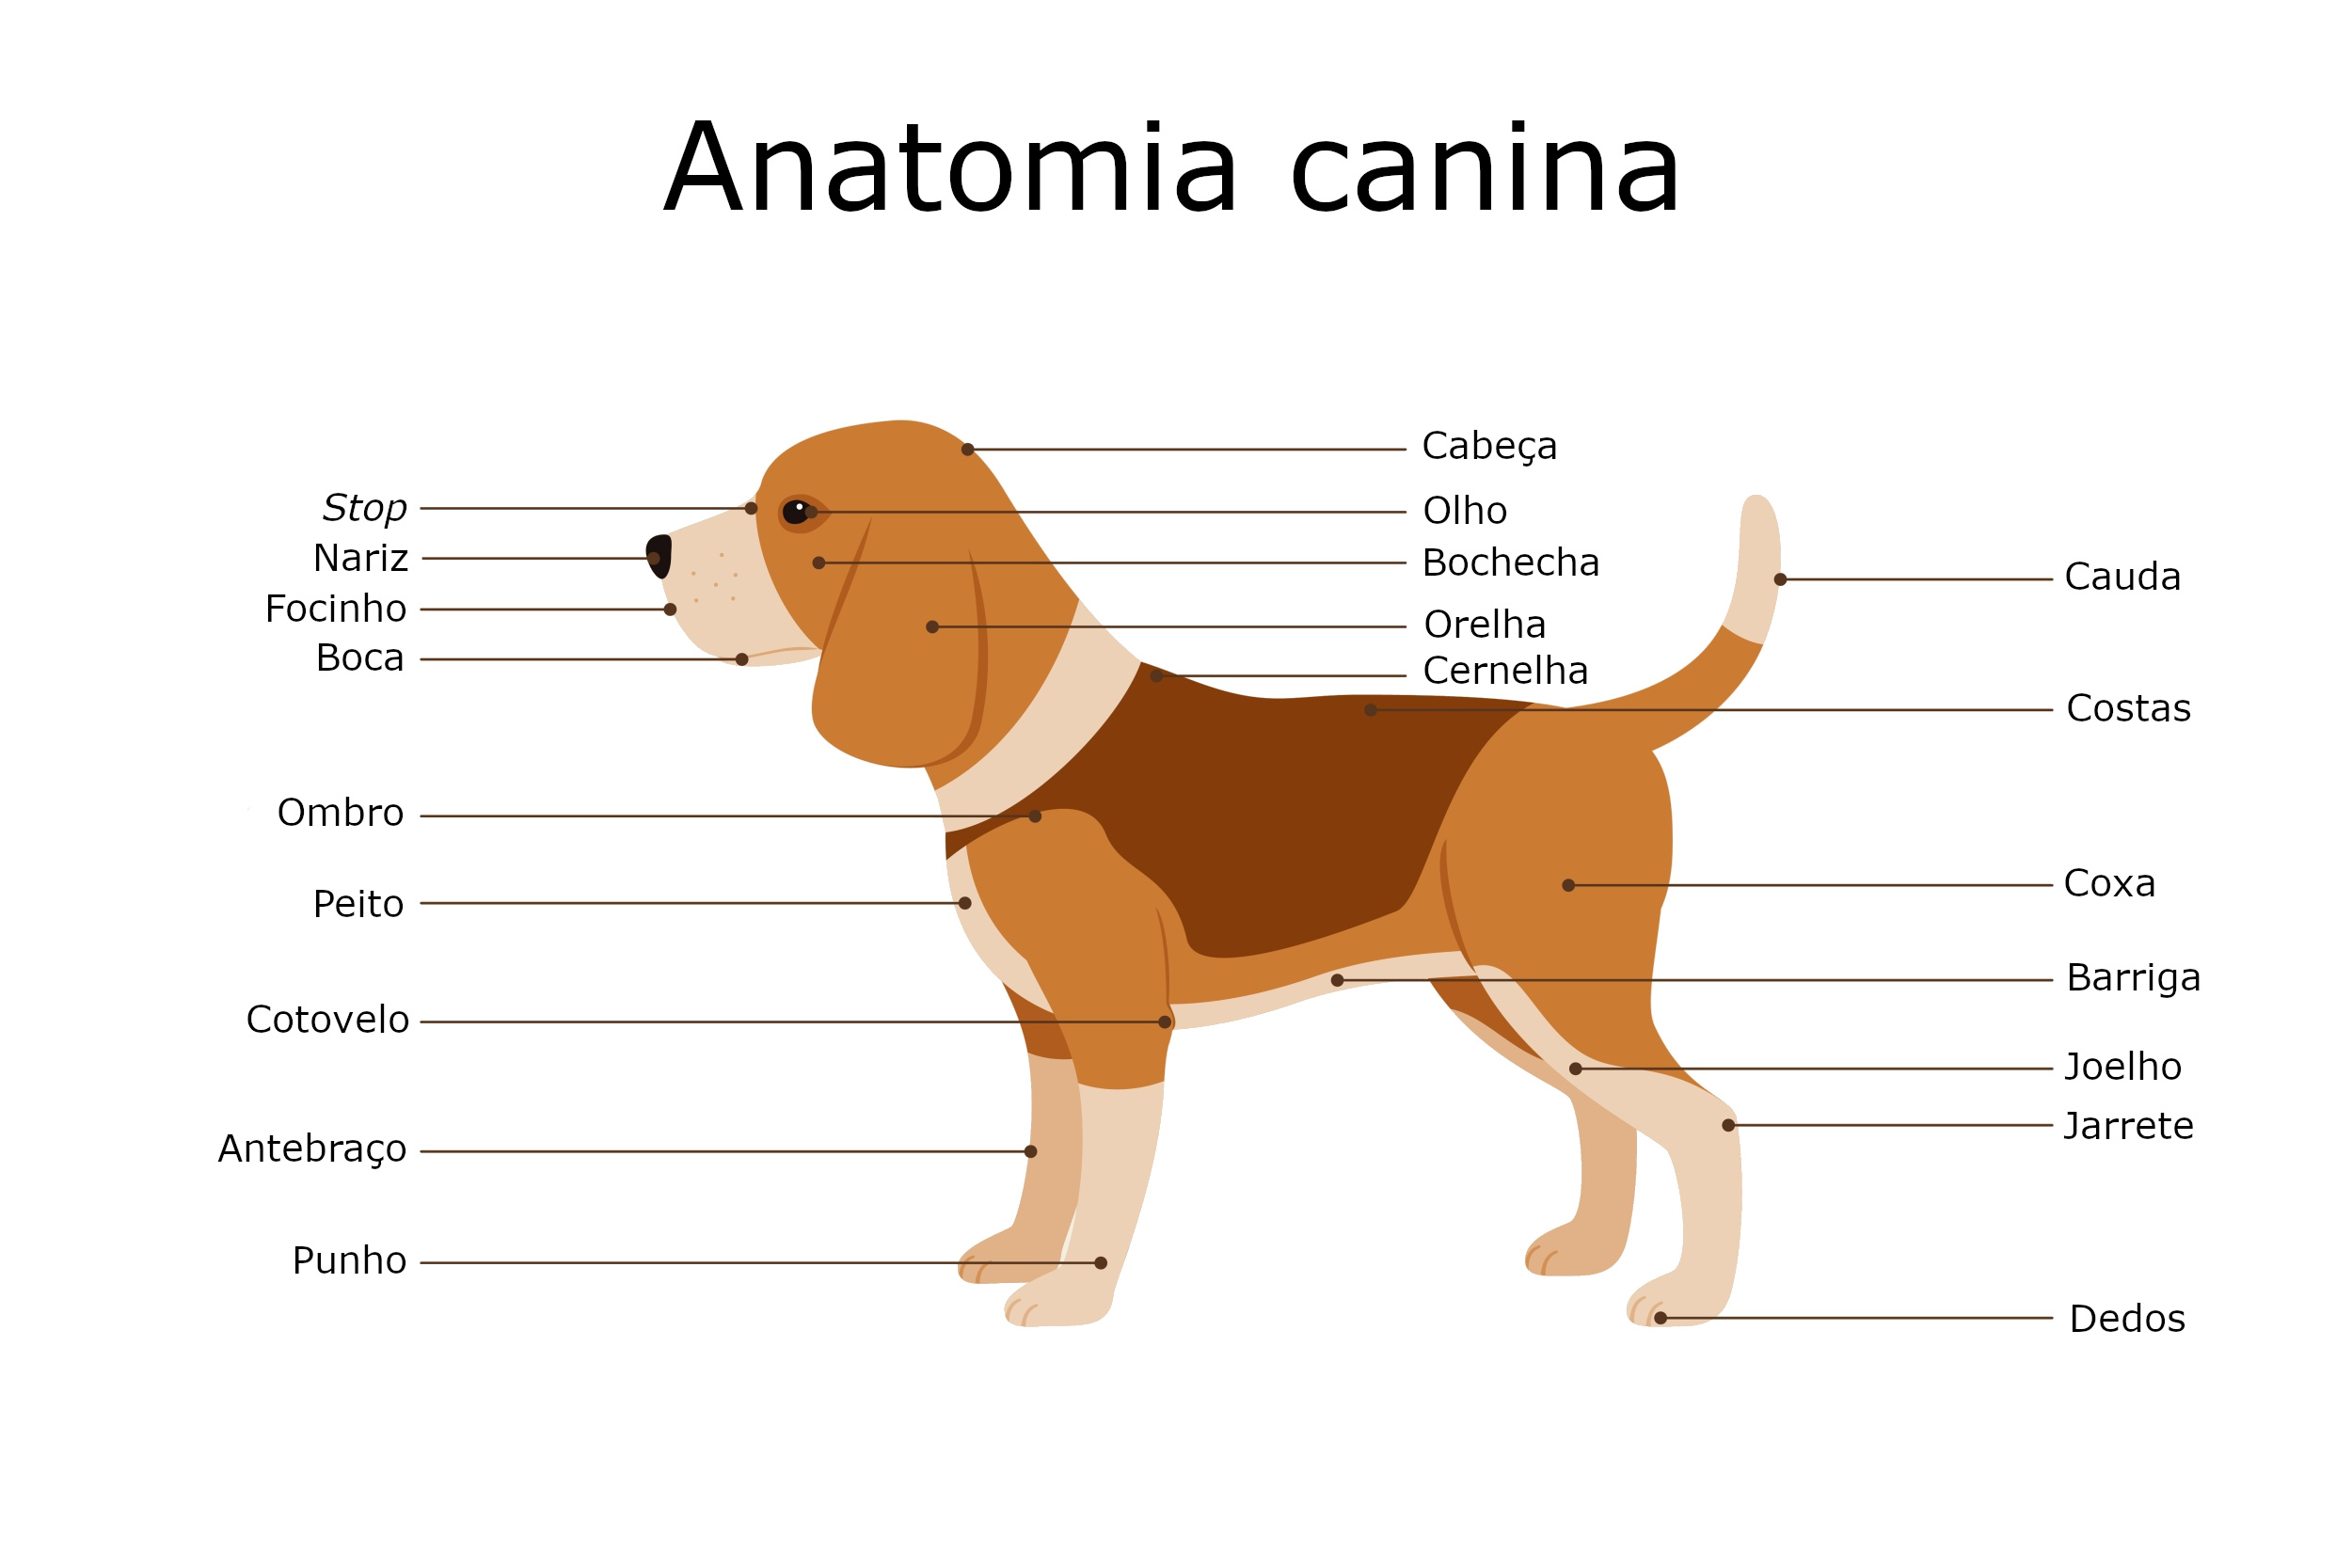 Anatomia canina
Stop
Nariz
Focinho
Boca
Ombro
Peito
Cotovelo
Antebraço
Punho
Cabeça
Olho
Bochecha
Orelha
Cernelha
Cauda
Costas
Coxa
Barriga
Joelho
Jarrete
Dedos